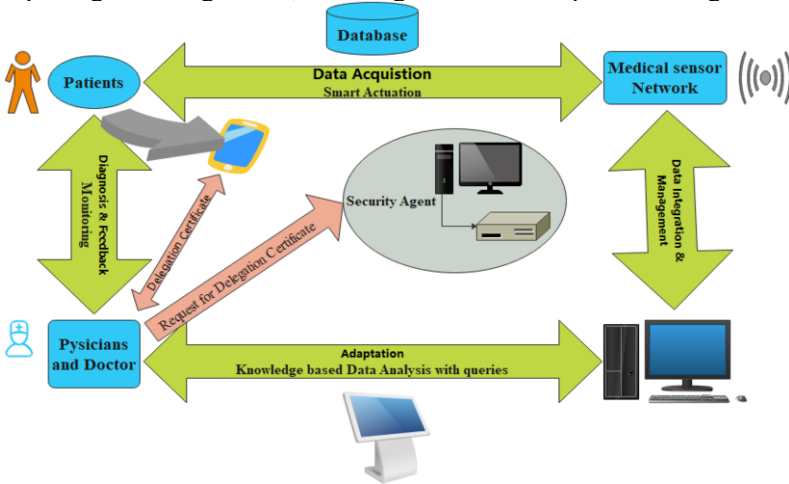 Database
Patients
Data Acquistion
Smart Actuation
Medical sensor
Network
Diagnosis & Feedback
Monitoring
Delegation Certificate
Request for Delegation Certificate
Security Agent
Data Integration &
Management
Pysicians
and Doctor
Adaptation
Knowledge based Data Analysis with queries